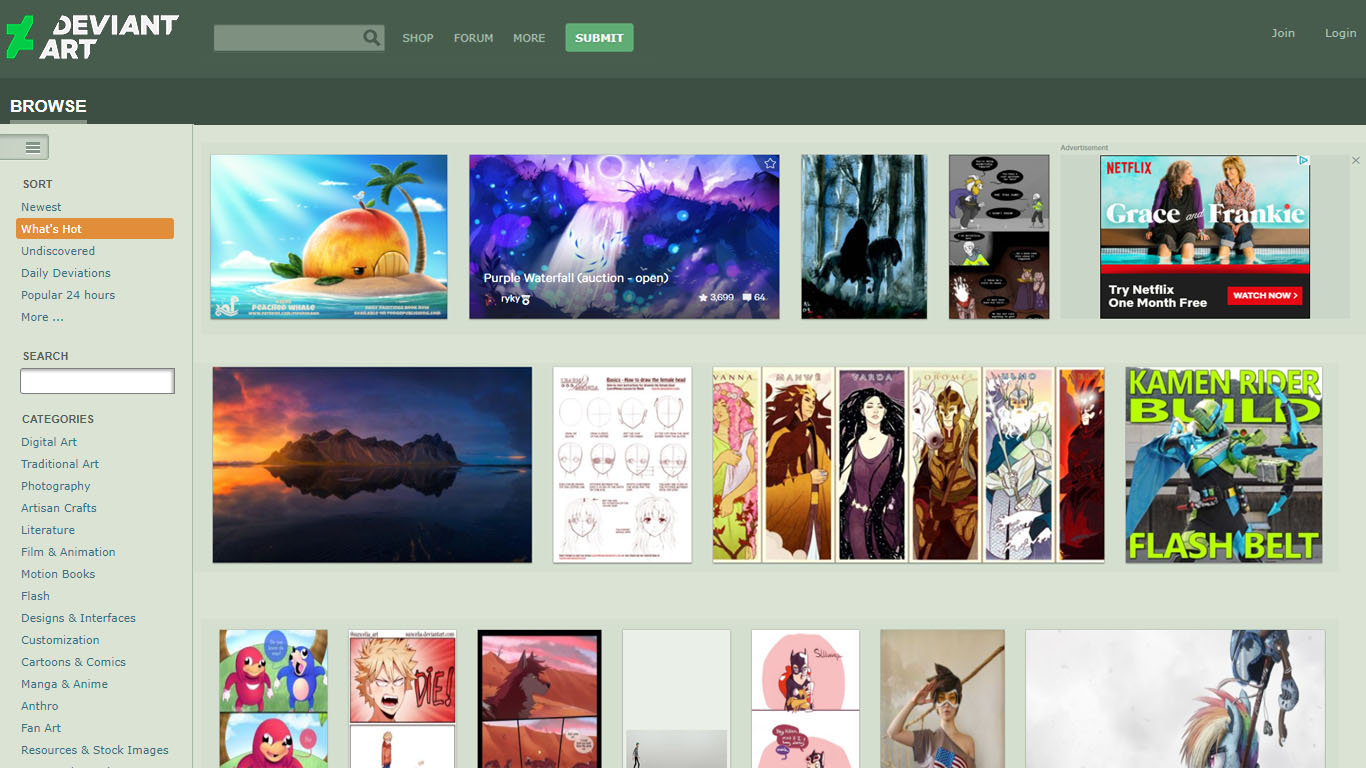 DEVIANT
ART
SHOP
FORUM
MORE
SUBMIT
Join
Login
BROWSE
SORT
Newest
What's Hot
Undiscovered
Daily Deviations
Popular 24 hours
More ...
SEARCH
CATEGORIES
Digital Art
Traditional Art
Photography
Artisan Crafts
Literature
Film & Animation
Motion Books
Flash
Designs & Interfaces
Customization
Cartoons & Comics
Manga & Anime
Anthro
Fan Art
Resources & Stock Images
PEACHED WHALE
Purple Waterfall (auction - open)
ryky
3,699
64
Advertisement
NETFLIX
Grace and Frankie
Try Netflix
One Month Free
WATCH NOW >
Basics - How to draw the female head
VANNA
MANWË
VARDA
OROMË
ULMO
KAMEN RIDER
BUILD
FLASH BELT
DIE!